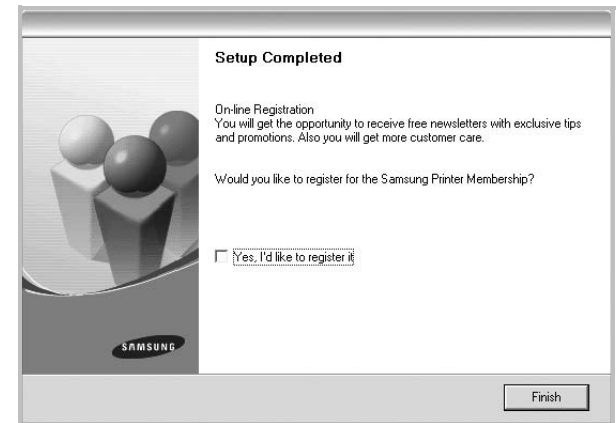 Setup Completed
On-line Registration
You will get the opportunity to receive free newsletters with exclusive tips
and promotions. Also you will get more customer care.
Would you like to register for the Samsung Printer Membership?
Yes, I'd like to register it
SAMSUNG
Finish